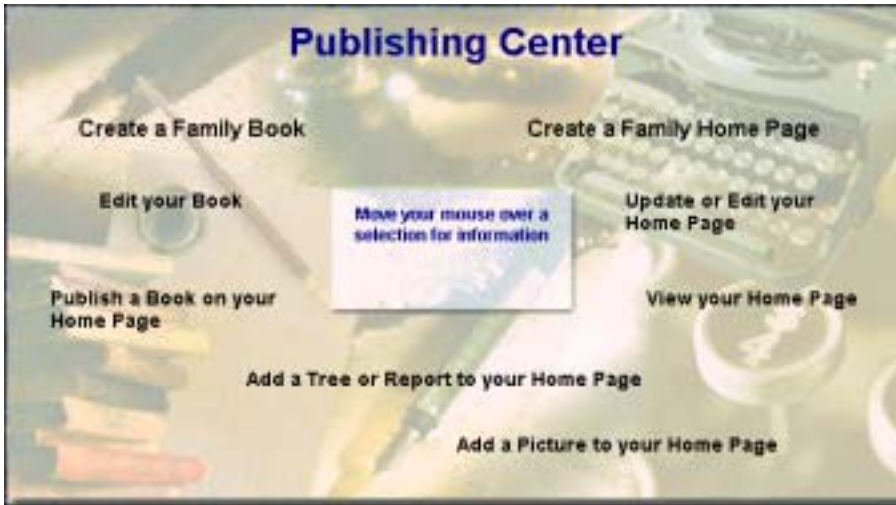 Publishing Center
Create a Family Book
Create a Family Home Page
Edit your Book
Move your mouse over a
selection for information
Update or Edit your
Home Page
Publish a Book on your
Home Page
View your Home Page
Add a Tree or Report to your Home Page
Add a Picture to your Home Page